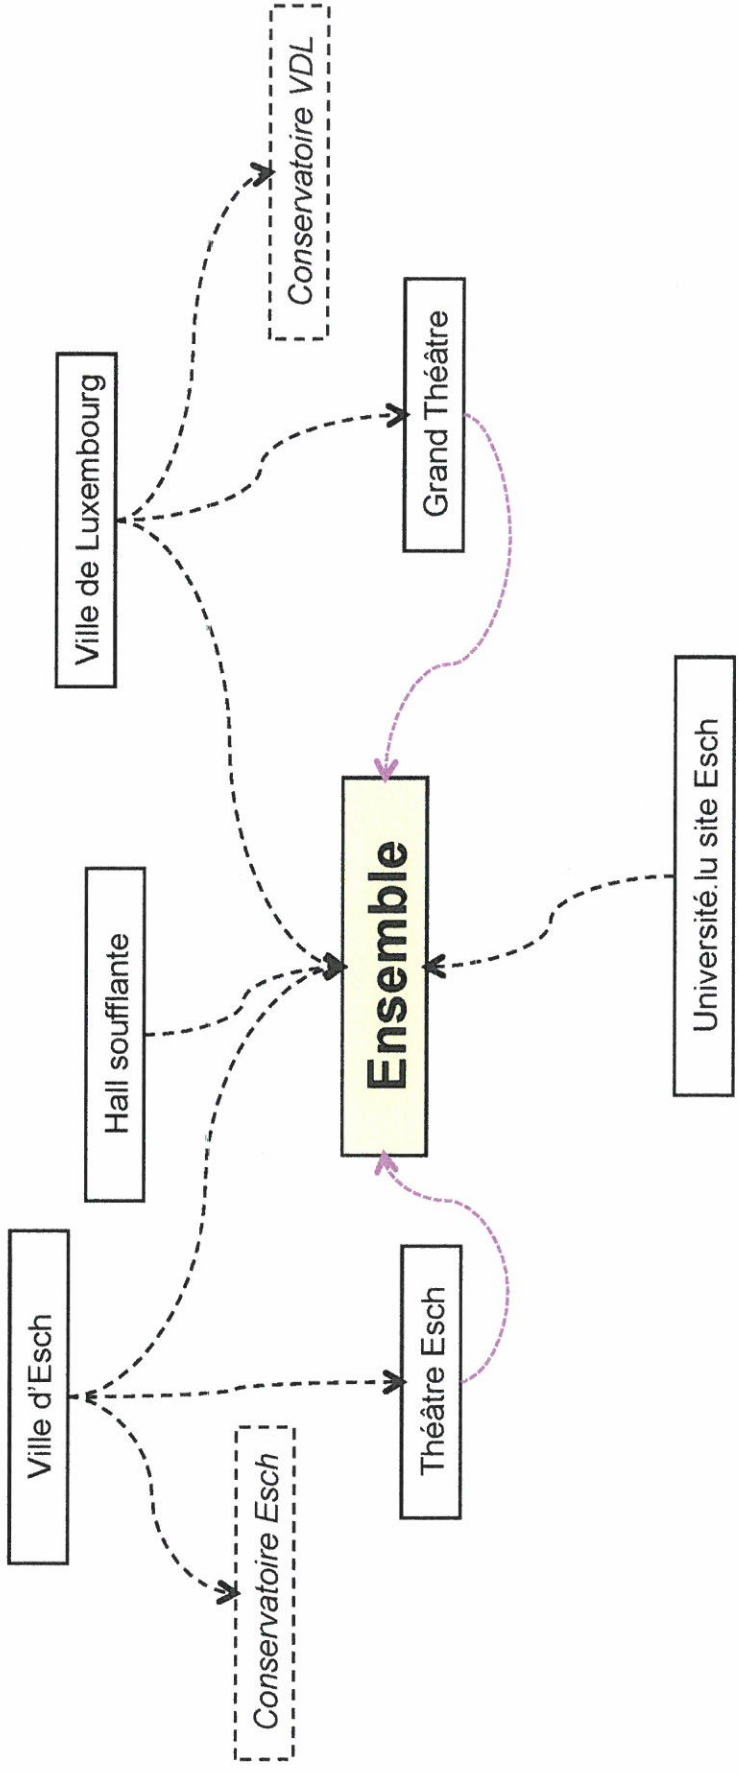 Ville d'Esch
Hall soufflante
Ville de Luxembourg
Conservatoire Esch
Conservatoire VDL
Théâtre Esch
Ensemble
Grand Théâtre
Université.lu site Esch